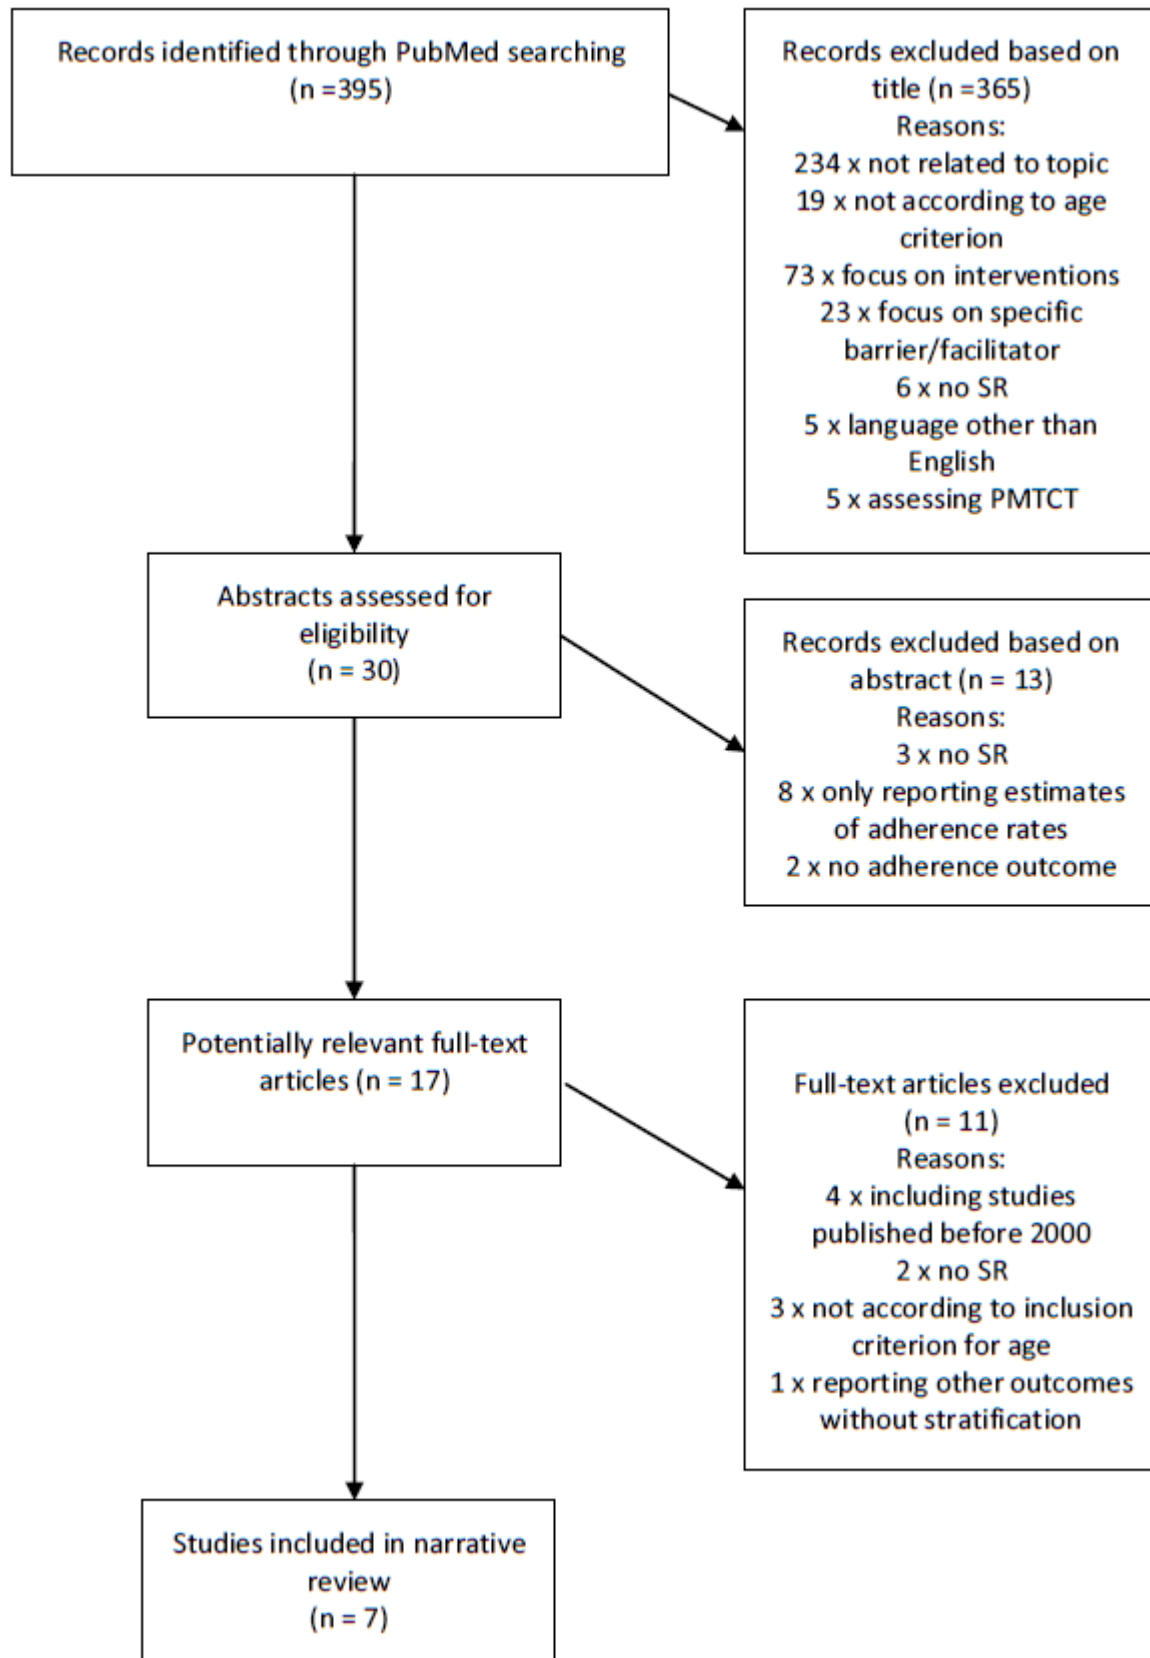 Records identified through PubMed searching
(n =395)
Records excluded based on
title (n =365)
Reasons:
234 x not related to topic
19 x not according to age
criterion
73 x focus on interventions
23 x focus on specific
barrier/facilitator
6 x no SR
5 x language other than
English
5 x assessing PMTCT
Abstracts assessed for
eligibility
(n = 30)
Records excluded based on
abstract (n = 13)
Reasons:
3 x no SR
8 x only reporting estimates
of adherence rates
2 x no adherence outcome
Potentially relevant full-text
articles (n = 17)
Full-text articles excluded
(n = 11)
Reasons:
4 x including studies
published before 2000
2 x no SR
3 x not according to inclusion
criterion for age
1 x reporting other outcomes
without stratification
Studies included in narrative
review
(n = 7)